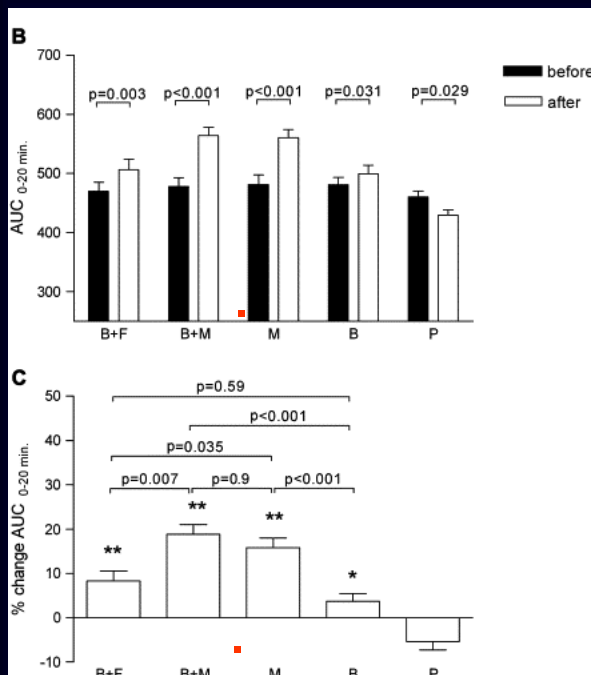 B
700
600
500
400
300
AUC 0-20 min.
before
after
p=0.003 p<0.001 p<0.001 p=0.031 p=0.029
B+F B+M M B P
C
50
40
30
20
10
0
-10
% change AUC 0-20 min.
p=0.59
p<0.001
p=0.035
p=0.007 p=0.9 p<0.001
** ** ** *
B+F B+M M B P